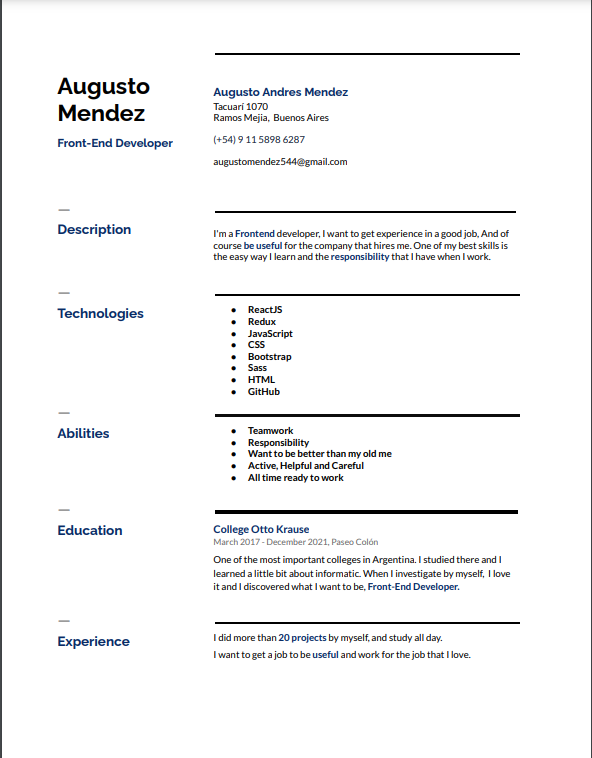 Augusto
Mendez
Front-End Developer
Augusto Andres Mendez
Tacuarí 1070
Ramos Mejia, Buenos Aires
(+54) 9 11 5898 6287
augustomendez544@gmail.com
Description
I'm a Frontend developer, I want to get experience in a good job, And of
course be useful for the company that hires me. One of my best skills is
the easy way I learn and the responsibility that I have when I work.
Technologies
● ReactJS
● Redux
● JavaScript
● CSS
● Bootstrap
● Sass
● HTML
● GitHub
Abilities
● Teamwork
● Responsibility
● Want to be better than my old me
● Active, Helpful and Careful
● All time ready to work
Education
College Otto Krause
March 2017 - December 2021, Paseo Colón
One of the most important colleges in Argentina. I studied there and I
learned a little bit about informatic. When I investigate by myself, I love
it and I discovered what I want to be, Front-End Developer.
Experience
I did more than 20 projects by myself, and study all day.
I want to get a job to be useful and work for the job that I love.